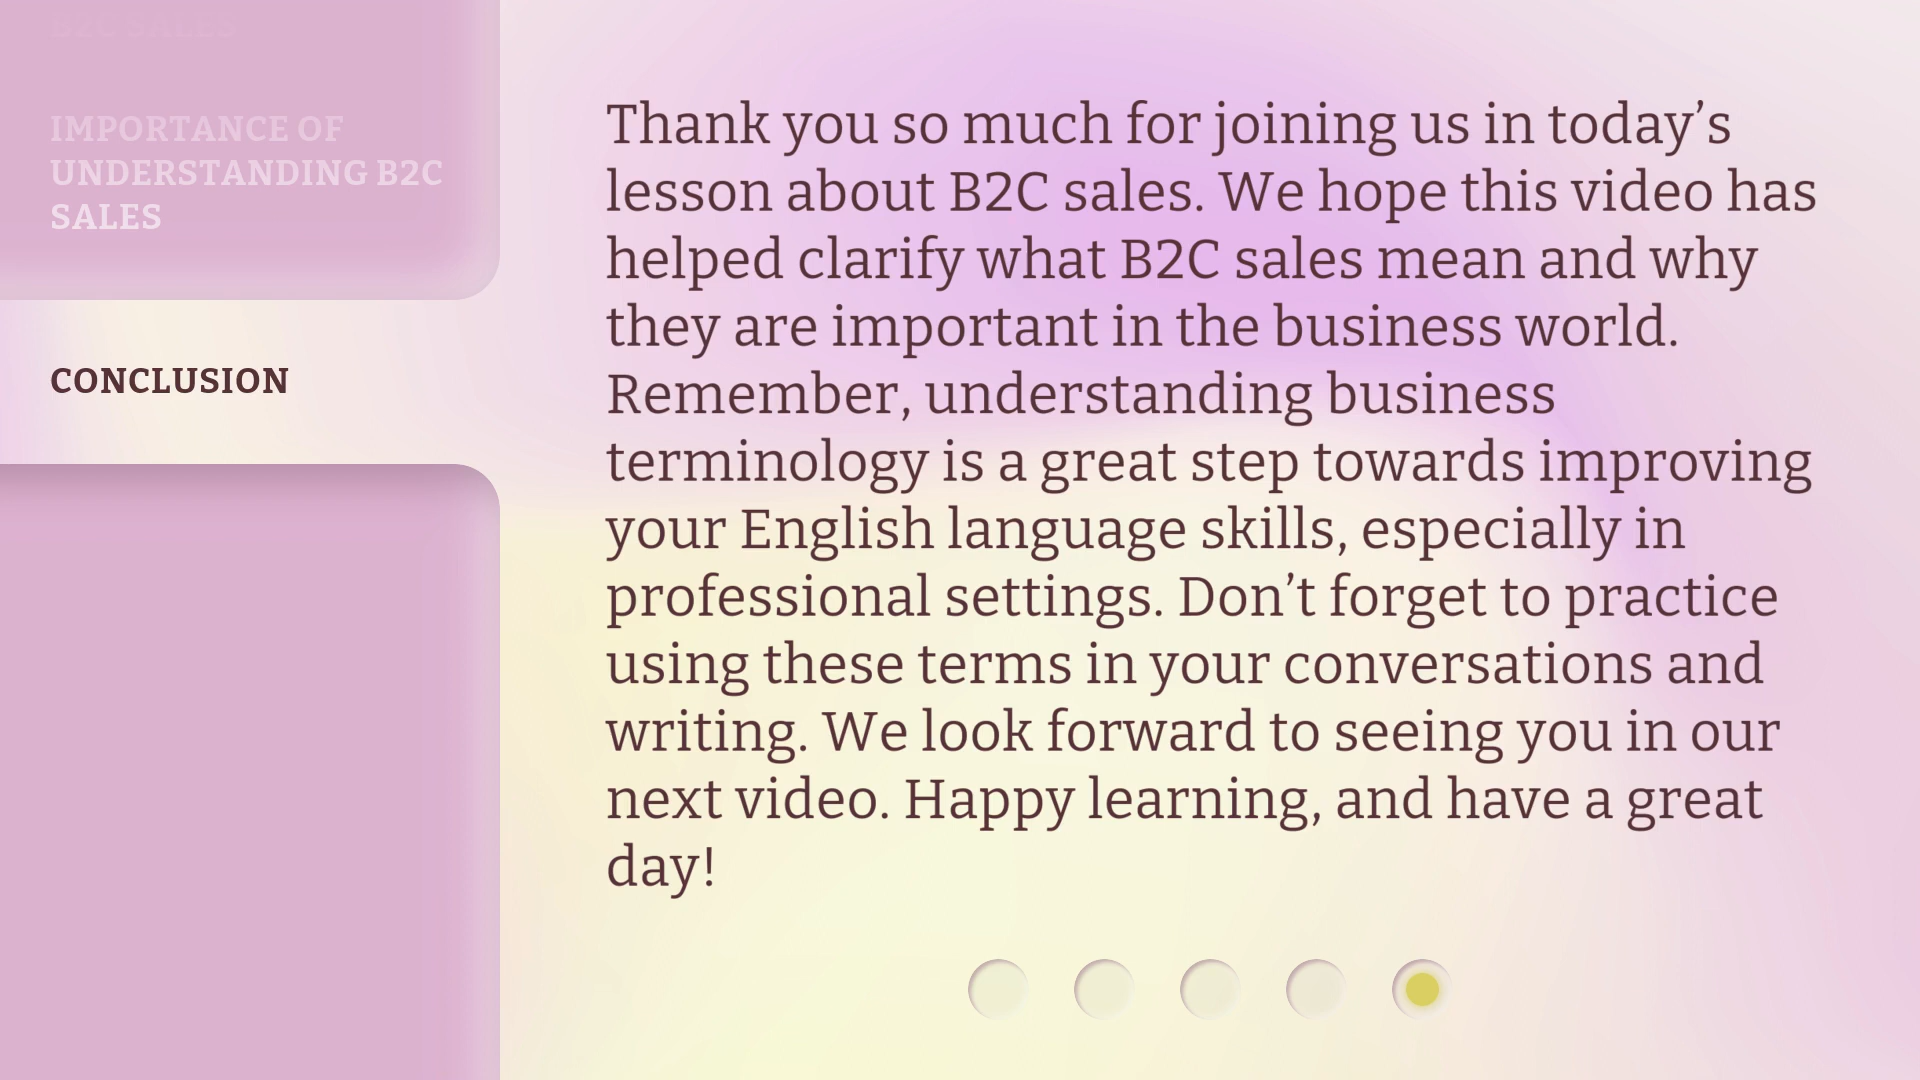 B2C SALES
IMPORTANCE OF
UNDERSTANDING B2C
SALES
CONCLUSION
Thank you so much for joining us in today’s
lesson about B2C sales. We hope this video has
helped clarify what B2C sales mean and why
they are important in the business world.
Remember, understanding business
terminology is a great step towards improving
your English language skills, especially in
professional settings. Don’t forget to practice
using these terms in your conversations and
writing. We look forward to seeing you in our
next video. Happy learning, and have a great
day!